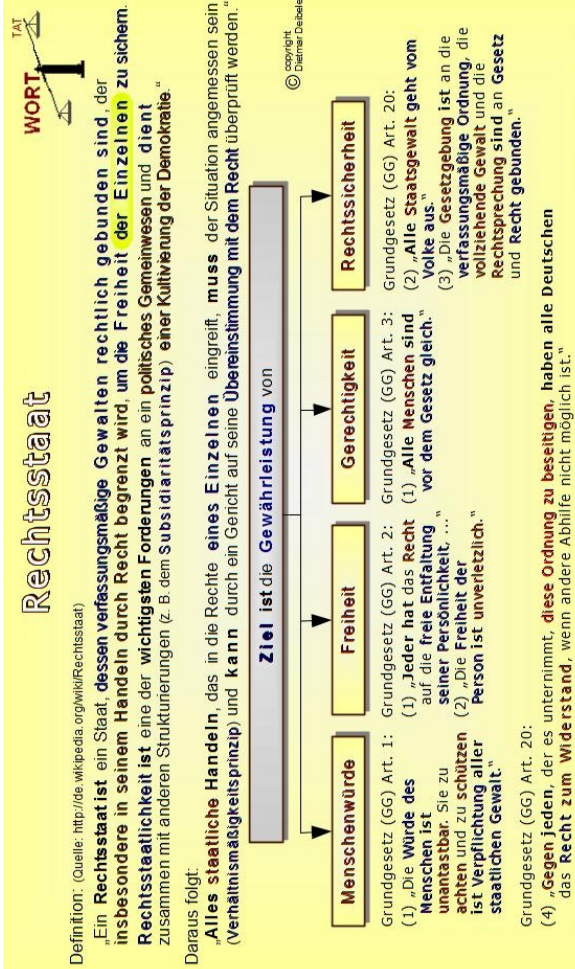 Rechtsstaat
WORT
TAT
Definition: (Quelle: http://de.wikipedia.org/wiki/Rechtsstaat)
„Ein Rechtsstaat ist ein Staat, dessen verfassungsmäßige Gewalten rechtlich gebunden sind, der
insbesondere in seinem Handeln durch Recht begrenzt wird, um die Freiheit der Einzelnen zu sichern.
Rechtsstaatlichkeit ist eine der wichtigsten Forderungen an ein politisches Gemeinwesen und dient
zusammen mit anderen Strukturierungen (z. B. dem Subsidiaritätsprinzip) einer Kultivierung der Demokratie.“
Daraus folgt:
„Alles staatliche Handeln, das in die Rechte eines Einzelnen eingreift, muss der Situation angemessen sein
(Verhältnismäßigkeitsprinzip) und kann durch ein Gericht auf seine Übereinstimmung mit dem Recht überprüft werden.“
Ziel ist die Gewährleistung von
© copyright
Dietmar Deibele
Menschenwürde
Grundgesetz (GG) Art. 1:
(1) „Die Würde des
Menschen ist
unantastbar. Sie zu
achten und zu schützen
ist Verpflichtung aller
staatlichen Gewalt.“
Freiheit
Grundgesetz (GG) Art. 2:
(1) „Jeder hat das Recht
auf die freie Entfaltung
seiner Persönlichkeit, ...“
(2) „Die Freiheit der
Person ist unverletzlich.“
Gerechtigkeit
Grundgesetz (GG) Art. 3:
(1) „Alle Menschen sind
vor dem Gesetz gleich.“
Rechtssicherheit
Grundgesetz (GG) Art. 20:
(2) „Alle Staatsgewalt geht vom
Volke aus.“
(3) „Die Gesetzgebung ist an die
verfassungsmäßige Ordnung, die
vollziehende Gewalt und die
Rechtsprechung sind an Gesetz
und Recht gebunden.“
Grundgesetz (GG) Art. 20:
(4) „Gegen jeden, der es unternimmt, diese Ordnung zu beseitigen, haben alle Deutschen
das Recht zum Widerstand, wenn andere Abhilfe nicht möglich ist.“